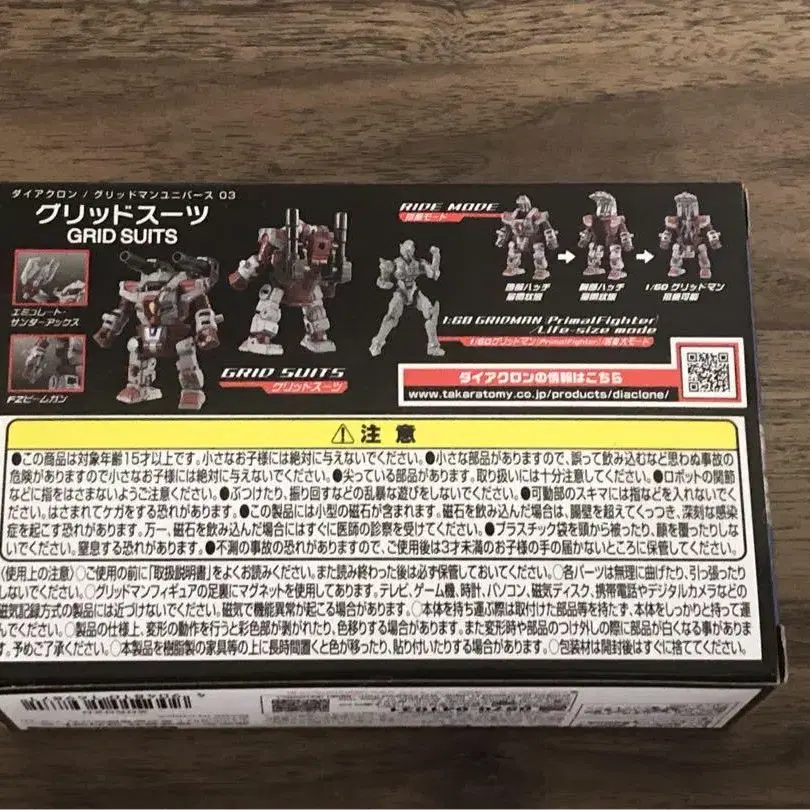 ダイアクロン / グリッドマンユニバース 03
グリッドスーツ
GRID SUITS
エミュレート・
サンダーアックス
FZビームガン
GRID SUITS
グリッドスーツ
RIDE MODE
搭乗モード
胸部ハッチ
1/60 グリッドマン
搭乗可能
1:60 GRIDMAN (PrimalFighter)
/Life-size mode
1/60グリッドマン(PrimalFighter)/等身大モード
ダイアクロンの情報はこちら
www.takaratomy.co.jp/products/diaclone/
⚠注意
●この商品は対象年齢15才以上です。小さなお子様には絶対に与えないでください。●小さな部品がありますので、誤って飲み込むなど思わぬ事故の
危険がありますので小さなお子様には絶対に与えないでください。●尖っている部品があります。取り扱いには十分注意してください。●ロボットの関節
などに指をはさまないようご注意ください。●ぶつけたり、振り回すなどの乱暴な遊びをしないでください。●可動部のスキマには指などを入れないでく
ださい。はさまれてケガをする恐れがあります。●この製品には小型の磁石が含まれます。磁石を飲み込んだ場合は、腸壁を超えてくっつき、深刻な感染
症を起こす恐れがあります。万一、磁石を飲み込んだ場合にはすぐに医師の診察を受けてください。●プラスチック袋を頭から被ったり、顔を覆ったりしな
いでください。窒息する恐れがあります。●不測の事故の恐れがありますので、ご使用後は3才未満のお子様の手の届かないところに保管してください。
〈使用上の注意〉○ご使用の前に「取扱説明書」をよくお読みください。また読み終わった後は必ず保管しておいてください。○各パーツは無理に曲げたり、引っ張ったり
しないでください。○グリッドマンフィギュアの足裏にマグネットを使用してあります。テレビ、ゲーム機、時計、パソコン、磁気ディスク、携帯電話やデジタルカメラなどの
磁気記録方式の製品には近づけないでください。磁気で機能異常が起こる場合があります。○本体を持ち運ぶ際は取付けた部品等を持たず、本体をしっかりと持って運
んでください。○製品の仕様上、変形の動作を行うと彩色部が剥がれたり、色移りする場合があります。また変形時や部品のつけ外しの際に部品が白くなる事がありま
す。予めご了承ください。○本製品を樹脂製の家具等の上に長時間置くと色が移ったり、貼り付いたりする場合があります。○包装材は開封後はすぐに捨ててください。